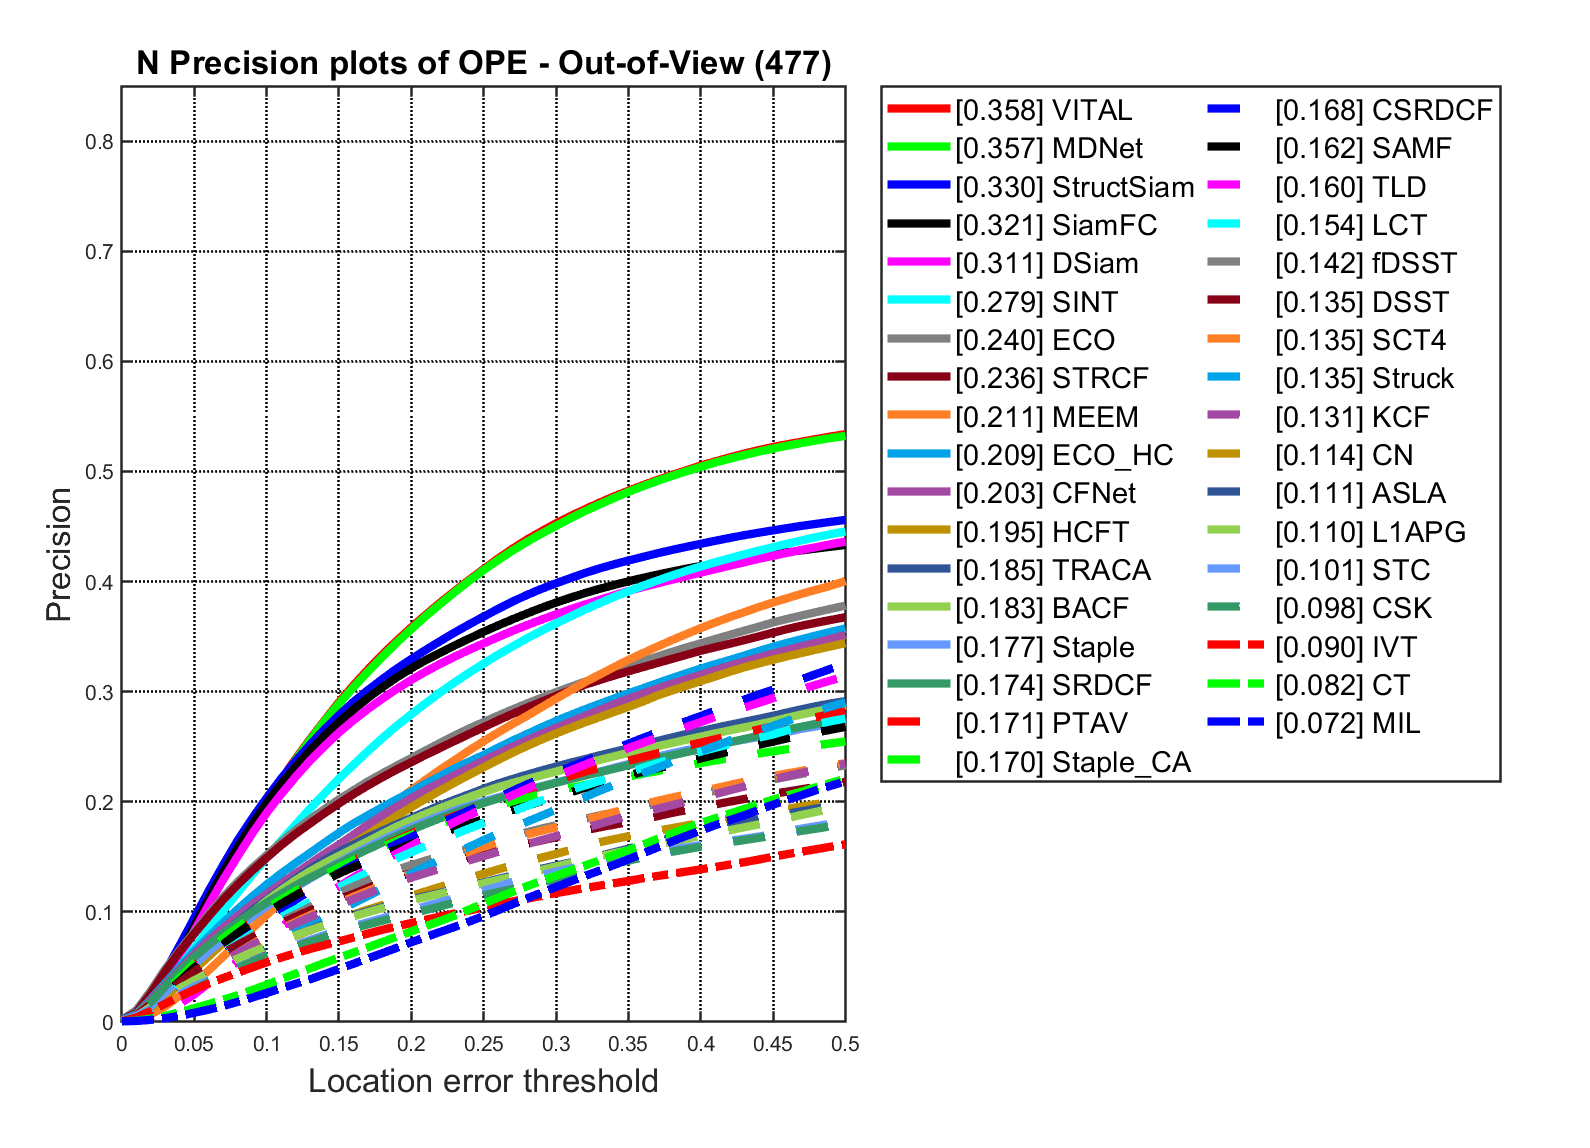 N Precision plots of OPE - Out-of-View (477)
Precision
0.8
0.7
0.6
0.5
0.4
0.3
0.2
0.1
0
0 0.05 0.1 0.15 0.2 0.25 0.3 0.35 0.4 0.45 0.5
Location error threshold
[0.358] VITAL
[0.357] MDNet
[0.330] StructSiam
[0.321] SiamFC
[0.311] DSiam
[0.279] SINT
[0.240] ECO
[0.236] STRCF
[0.211] MEEM
[0.209] ECO_HC
[0.203] CFNet
[0.195] HCFT
[0.185] TRACA
[0.183] BACF
[0.177] Staple
[0.174] SRDCF
[0.171] PTAV
[0.170] Staple_CA
[0.168] CSRDCF
[0.162] SAMF
[0.160] TLD
[0.154] LCT
[0.142] fDSST
[0.135] DSST
[0.135] SCT4
[0.135] Struck
[0.131] KCF
[0.114] CN
[0.111] ASLA
[0.110] L1APG
[0.101] STC
[0.098] CSK
[0.090] IVT
[0.082] CT
[0.072] MIL